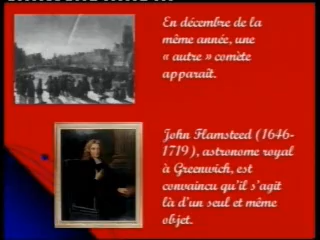 En décembre de la
même année, une
« autre » comète
apparaît.
John Flamsteed (1646-
1719), astronome royal
à Greenwich, est
convaincu qu'il s'agit
là d'un seul et même
objet.